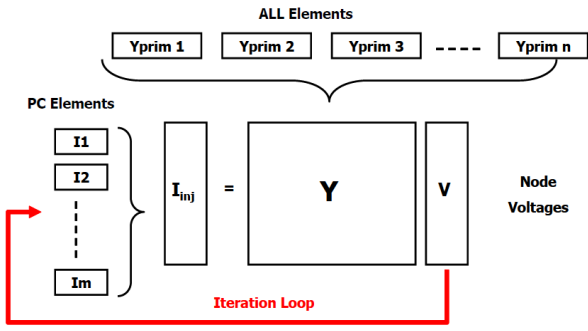 ALL Elements
Yprim 1 Yprim 2 Yprim 3 Yprim n
PC Elements
I1
I2
Im
Iinj = Y V
Node
Voltages
Iteration Loop